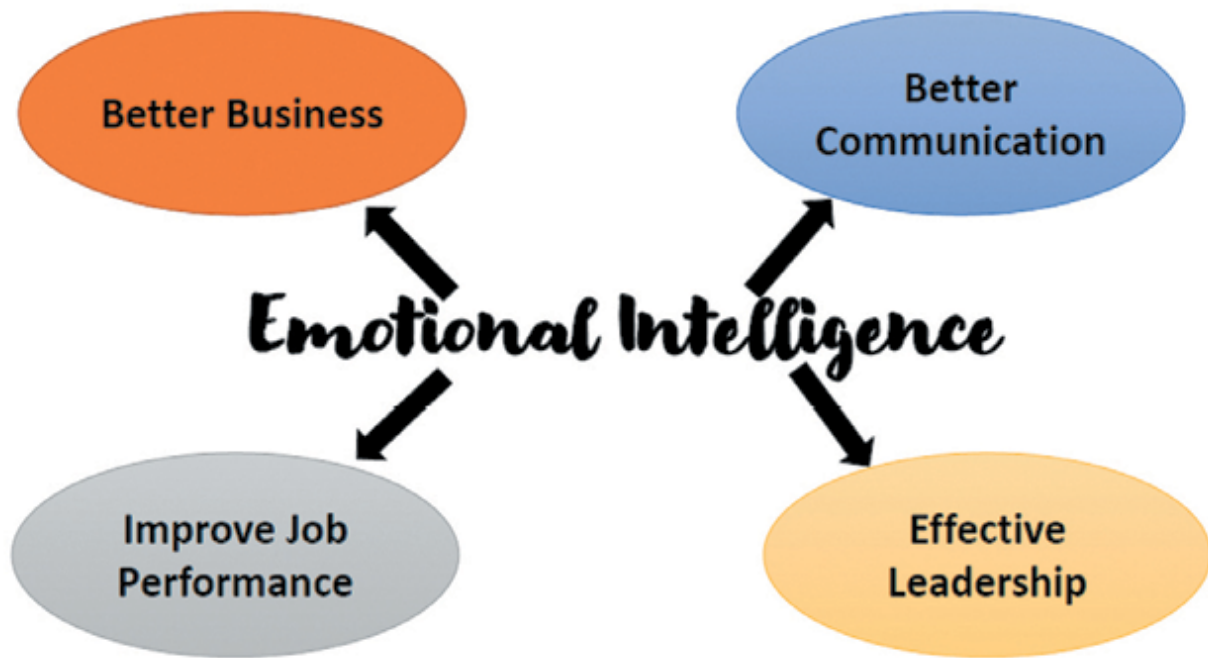 Better Business
Better
Communication
Emotional Intelligence
Improve Job
Performance
Effective
Leadership